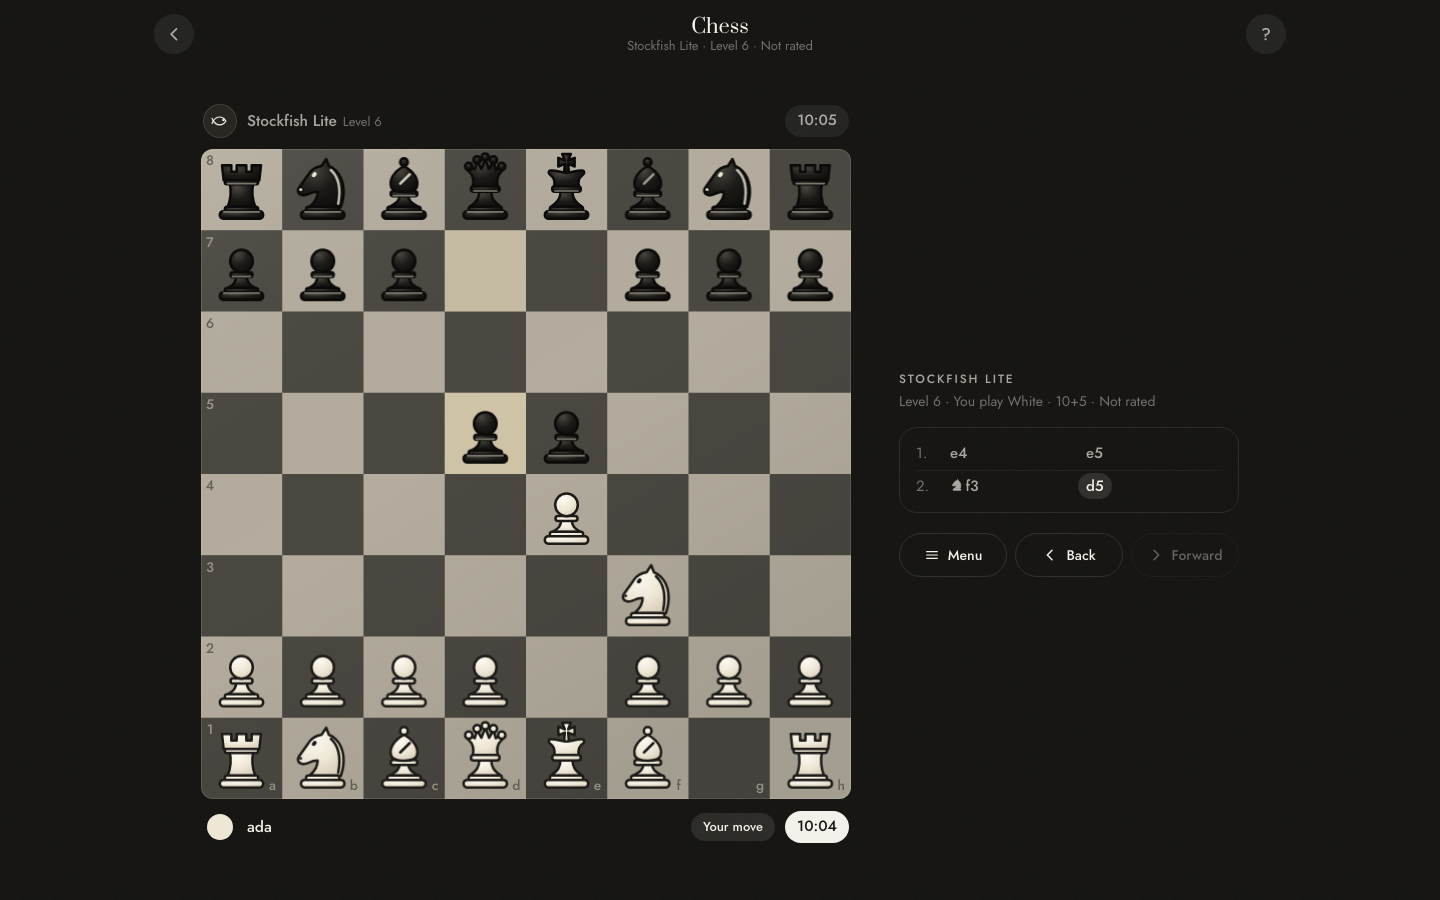 Chess
Stockfish Lite · Level 6 · Not rated
?
Stockfish Lite Level 6
10:05
8
7
6
5
4
3
2
1
a b c d e f g h
ada
Your move
10:04
STOCKFISH LITE
Level 6 · You play White · 10+5 · Not rated
1. e4 e5
2. ♞f3 d5
Menu
Back
Forward